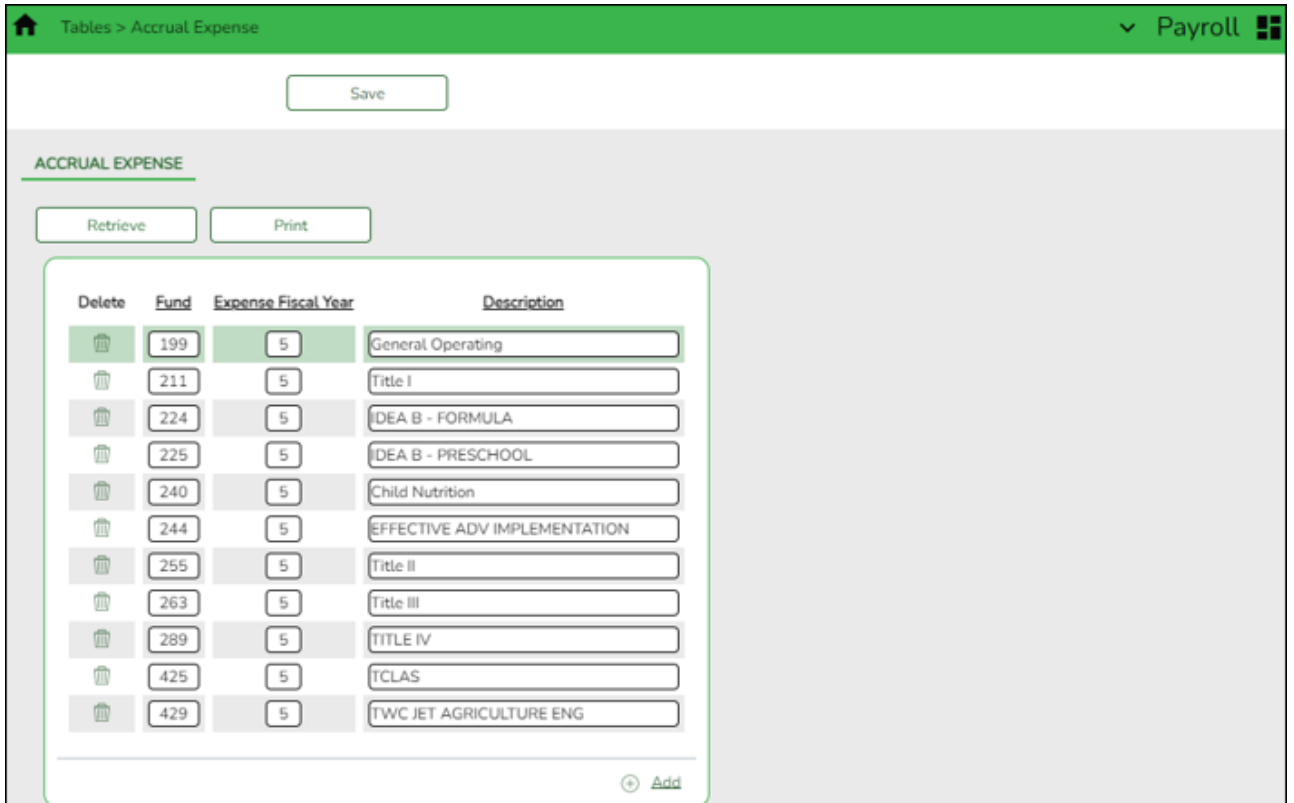 Tables > Accrual Expense Payroll
Save
ACCRUAL EXPENSE
Retrieve Print
Delete Fund Expense Fiscal Year Description
199 5 General Operating
211 5 Title I
224 5 IDEA B - FORMULA
225 5 IDEA B - PRESCHOOL
240 5 Child Nutrition
244 5 EFFECTIVE ADV IMPLEMENTATION
255 5 Title II
263 5 Title III
289 5 TITLE IV
425 5 TCLAS
429 5 TWC JET AGRICULTURE ENG
Add